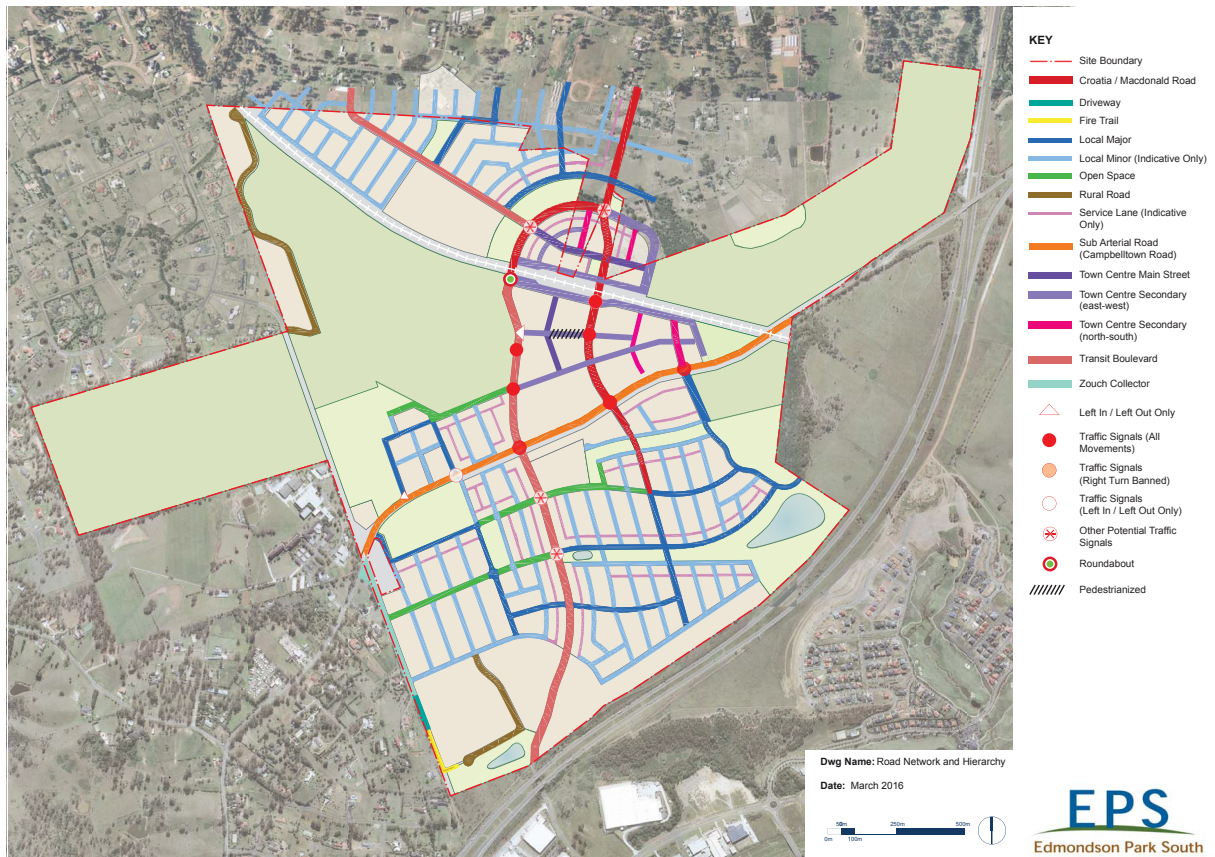 KEY
Site Boundary
Croatia / Macdonald Road
Driveway
Fire Trail
Local Major
Local Minor (Indicative Only)
Open Space
Rural Road
Service Lane (Indicative
Only)
Sub Arterial Road
(Campbelltown Road)
Town Centre Main Street
Town Centre Secondary
(east-west)
Town Centre Secondary
(north-south)
Transit Boulevard
Zouch Collector
Left In / Left Out Only
Traffic Signals (All
Movements)
Traffic Signals
(Right Turn Banned)
Traffic Signals
(Left In / Left Out Only)
Other Potential Traffic
Signals
Roundabout
Pedestrianized
Dwg Name: Road Network and Hierarchy
Date: March 2016
50m 250m 500m
0m 100m
EPS
Edmondson Park South